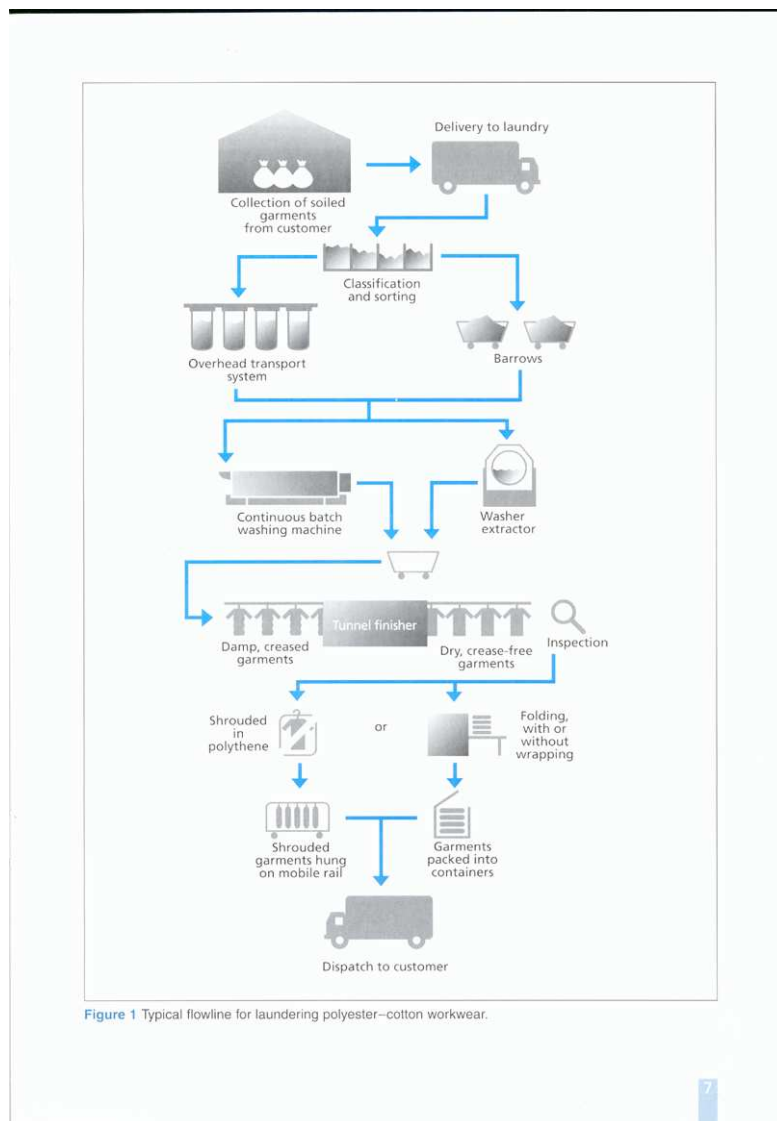 Delivery to laundry
Collection of soiled
garments
from customer
Classification
and sorting
Overhead transport
system
Barrows
Continuous batch
washing machine
Washer
extractor
Tunnel finisher
Damp, creased
garments
Dry, crease-free
garments
Inspection
Shrouded
in
polythene
or
Folding,
with or
without
wrapping
Shrouded
garments hung
on mobile rail
Garments
packed into
containers
Dispatch to customer
Figure 1 Typical flowline for laundering polyester–cotton workwear.
7